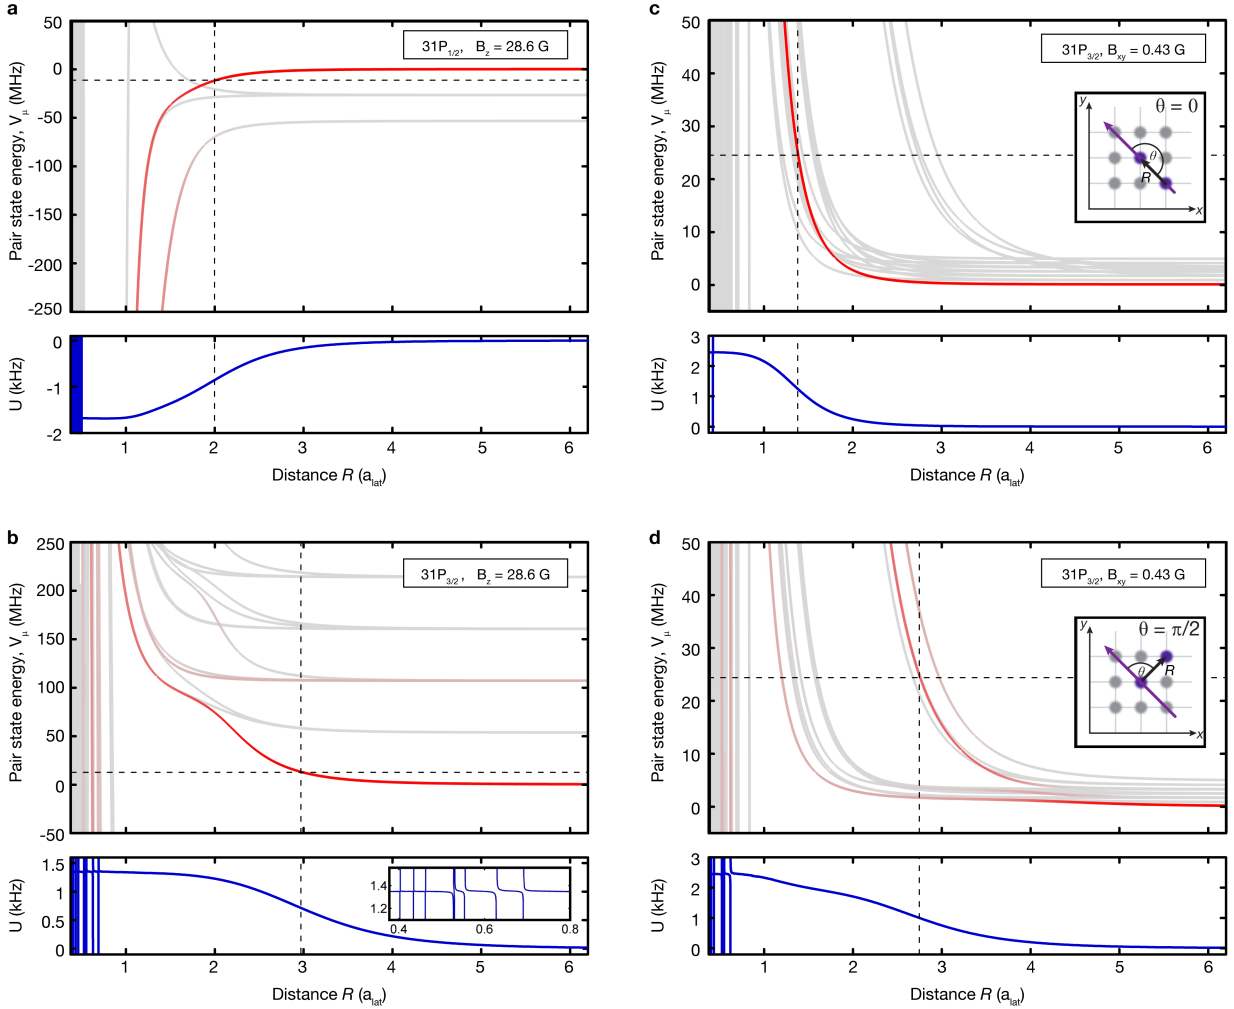 a
Pair state energy, Vμ (MHz)
50
0
-50
-100
-150
-200
-250
31P1/2, Bz = 28.6 G
U (kHz)
0
-1
-2
1 2 3 4 5 6
Distance R (alat)
c
Pair state energy, Vμ (MHz)
50
40
30
20
10
0
31P3/2, Bxy = 0.43 G
y
θ = 0
θ
R
x
U (kHz)
3
2
1
0
1 2 3 4 5 6
Distance R (alat)
b
Pair state energy, Vμ (MHz)
250
200
150
100
50
0
-50
31P3/2, Bz = 28.6 G
U (kHz)
1.5
1
0.5
0
1.4
1.2
0.4 0.6 0.8
1 2 3 4 5 6
Distance R (alat)
d
Pair state energy, Vμ (MHz)
50
40
30
20
10
0
31P3/2, Bxy = 0.43 G
y
θ = π/2
θ
R
x
U (kHz)
3
2
1
0
1 2 3 4 5 6
Distance R (alat)